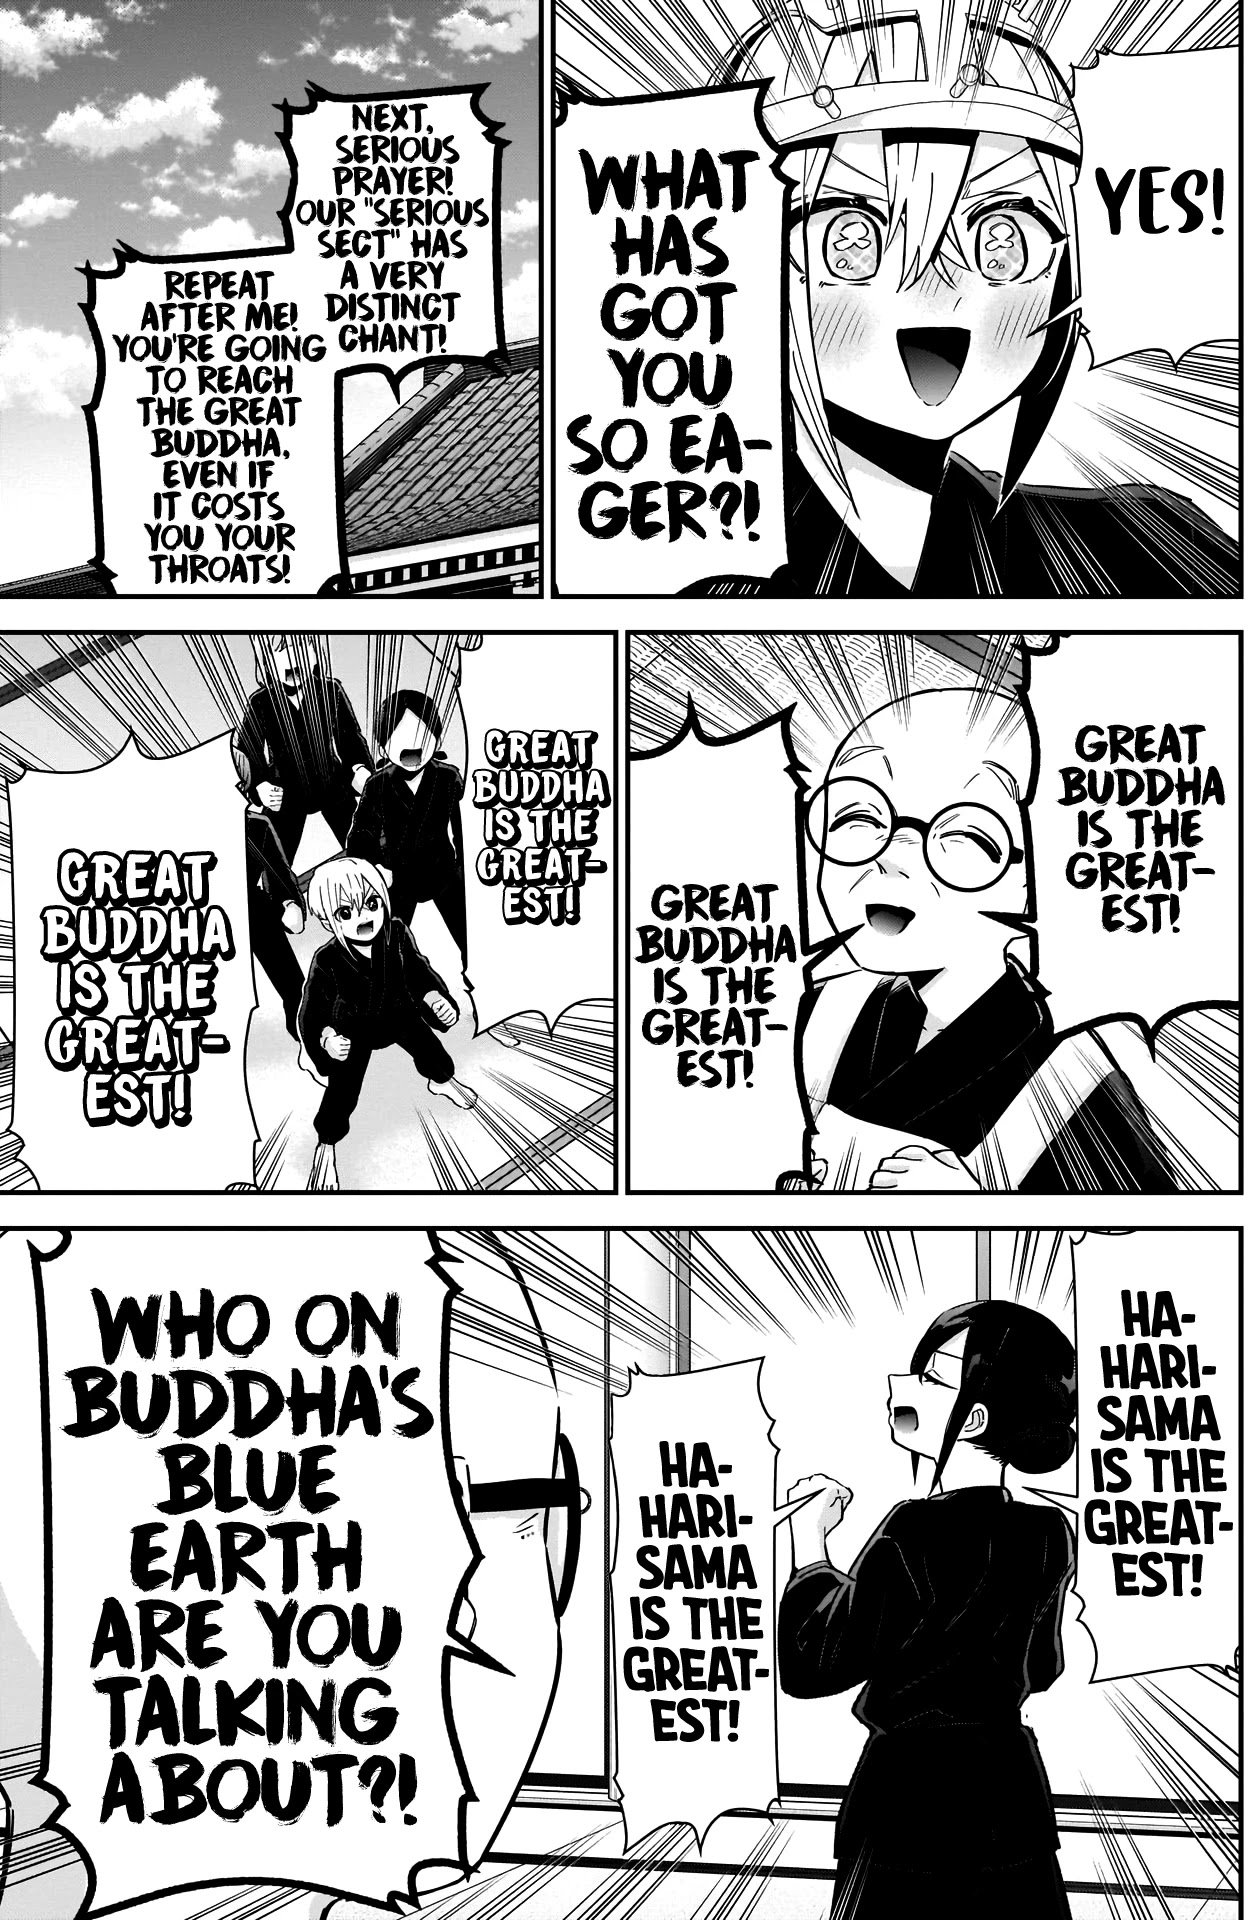 YES!
WHAT
HAS
GOT
YOU
SO EA-
GER?!
NEXT,
SERIOUS
PRAYER!
OUR "SERIOUS
SECT" HAS
A VERY
DISTINCT
CHANT!
REPEAT
AFTER ME!
YOU'RE GOING
TO REACH
THE GREAT
BUDDHA,
EVEN IF
IT COSTS
YOU YOUR
THROATS!
GREAT
BUDDHA
IS THE
GREAT-
EST!
GREAT
BUDDHA
IS THE
GREAT-
EST!
GREAT
BUDDHA
IS THE
GREAT-
EST!
GREAT
BUDDHA
IS THE
GREAT-
EST!
HA-
HARI-
SAMA
IS THE
GREAT-
EST!
HA-
HARI-
SAMA
IS THE
GREAT-
EST!
WHO ON
BUDDHA'S
BLUE
EARTH
ARE YOU
TALKING
ABOUT?!